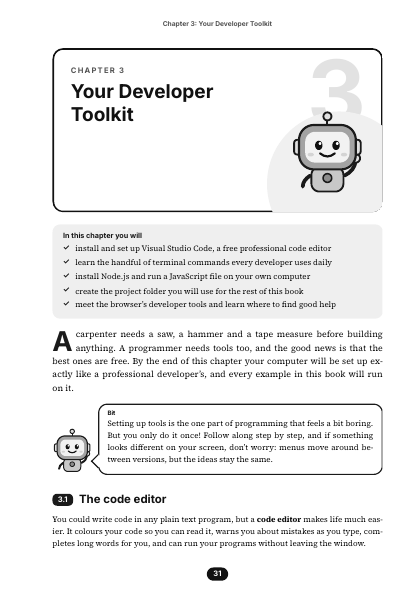 Chapter 3: Your Developer Toolkit
CHAPTER 3
3
Your Developer
Toolkit
In this chapter you will
✓ install and set up Visual Studio Code, a free professional code editor
✓ learn the handful of terminal commands every developer uses daily
✓ install Node.js and run a JavaScript file on your own computer
✓ create the project folder you will use for the rest of this book
✓ meet the browser's developer tools and learn where to find good help
A carpenter needs a saw, a hammer and a tape measure before building
anything. A programmer needs tools too, and the good news is that the
best ones are free. By the end of this chapter your computer will be set up ex-
actly like a professional developer's, and every example in this book will run
on it.
Bit
Setting up tools is the one part of programming that feels a bit boring.
But you only do it once! Follow along step by step, and if something
looks different on your screen, don't worry: menus move around be-
tween versions, but the ideas stay the same.
3.1 The code editor
You could write code in any plain text program, but a code editor makes life much eas-
ier. It colours your code so you can read it, warns you about mistakes as you type, com-
pletes long words for you, and can run your programs without leaving the window.
31